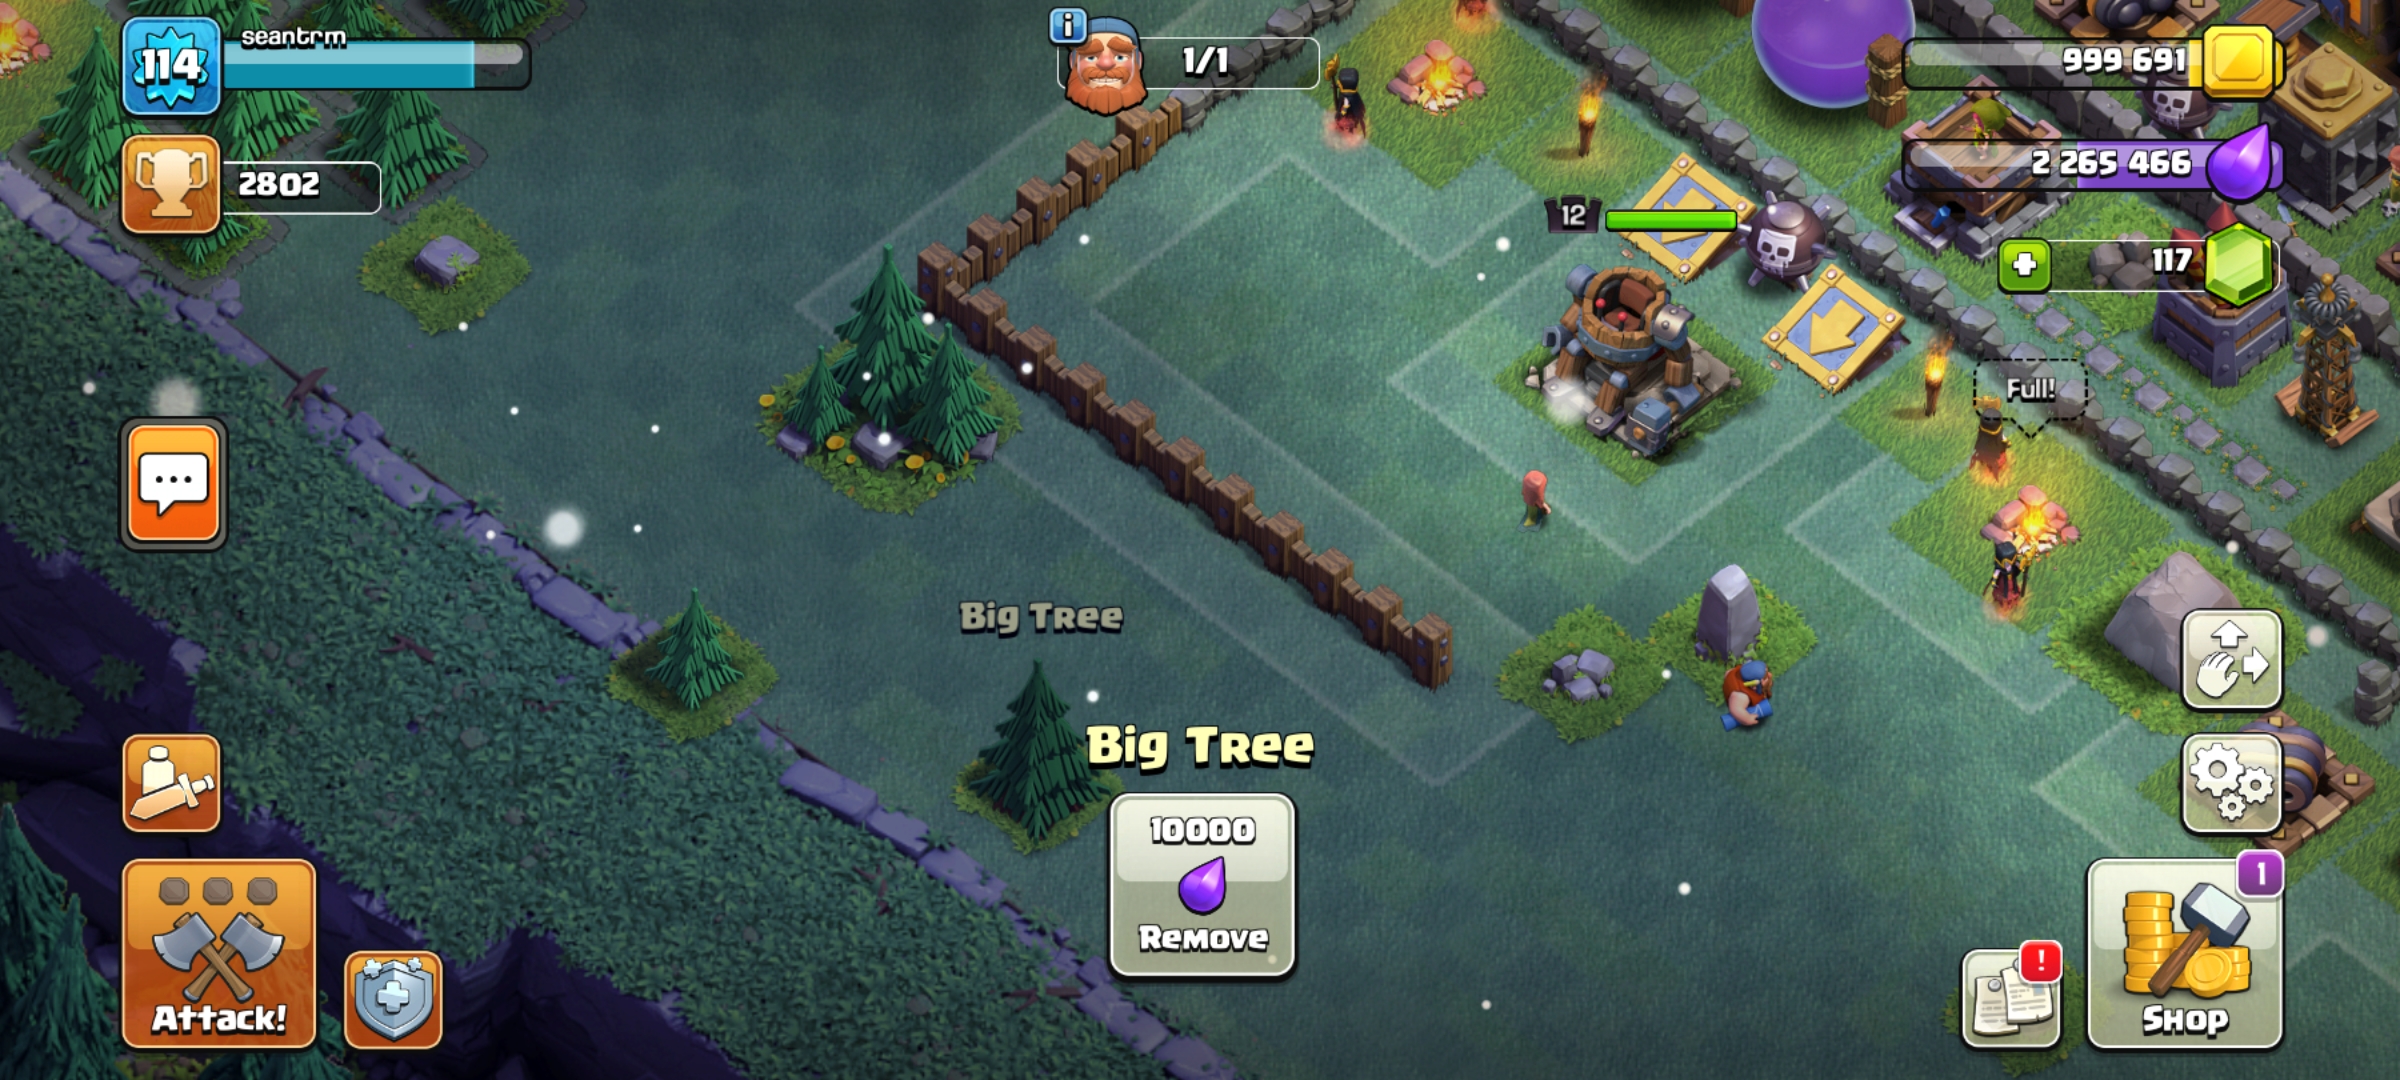 seantrm
114
1/1
999 691
2802
2 265 466
12
117
Full!
Big Tree
Big Tree
10000
Remove
1
Attack!
Shop